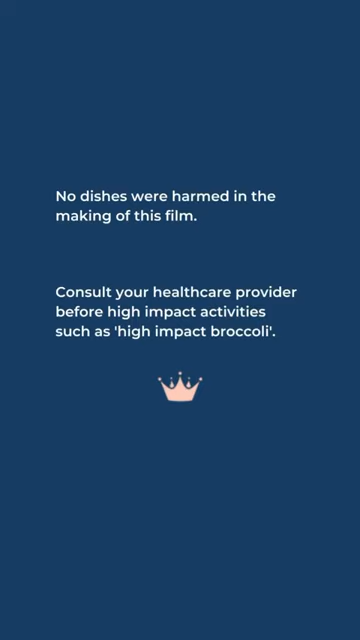 No dishes were harmed in the
making of this film.
Consult your healthcare provider
before high impact activities
such as 'high impact broccoli'.